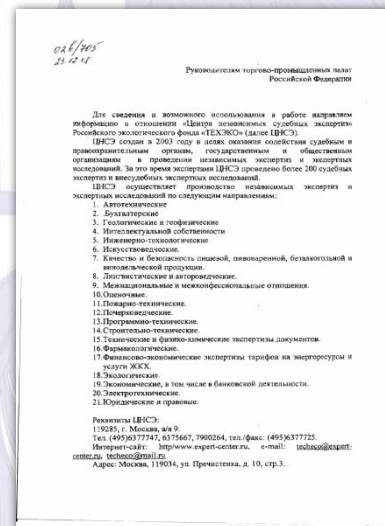 026/705
23.12.08
Руководителям торгово-промышленных палат
Российской Федерации
Для сведения и возможного использования в работе направляем
информацию в отношении «Центра независимых судебных экспертиз»
Российского экологического фонда «ТЕХЭКО» (далее ЦНСЭ).
ЦНСЭ создан в 2003 году в целях оказания содействия судебным и
правоохранительным органам, государственным и общественным
организациям в проведении независимых экспертиз и экспертных
исследований. За это время экспертами ЦНСЭ проведено более 200 судебных
экспертиз и внесудебных экспертных исследований.
ЦНСЭ осуществляет производство независимых экспертиз и
экспертных исследований по следующим направлениям:
1. Автотехнические
2. .Бухгалтерские
3. Геологические и геофизические
4. Интеллектуальной собственности
5. Инженерно-технологические
6. Искусствоведческие.
7. Качество и безопасность пищевой, пивоваренной, безалкогольной и
винодельческой продукции.
8. Лингвистические и автороведческие.
9. Межнациональные и межконфессиональные отношения.
10.Оценочные.
11.Пожарно-технические.
12.Почерковедческие.
13.Программно-технические.
14.Строительно-технические.
15.Технические и физико-химические экспертизы документов.
16.Фармакологические.
17.Финансово-экономические экспертизы тарифов на энергоресурсы и
услуги ЖКХ.
18.Экологические.
19.Экономические, в том числе в банковской деятельности.
20.Электротехнические.
21.Юридические и правовые.
Реквизиты ЦНСЭ:
119285, г. Москва, а/я 9.
Тел. (495)6377747, 6375667, 7900264, тел./факс: (495)6377725.
Интернет-сайт: http/www.expert-center.ru, e-mail: techeco@expert-
center.ru, techeco@mail.ru
Адрес: Москва, 119034, ул. Пречистенка, д. 10, стр.3.